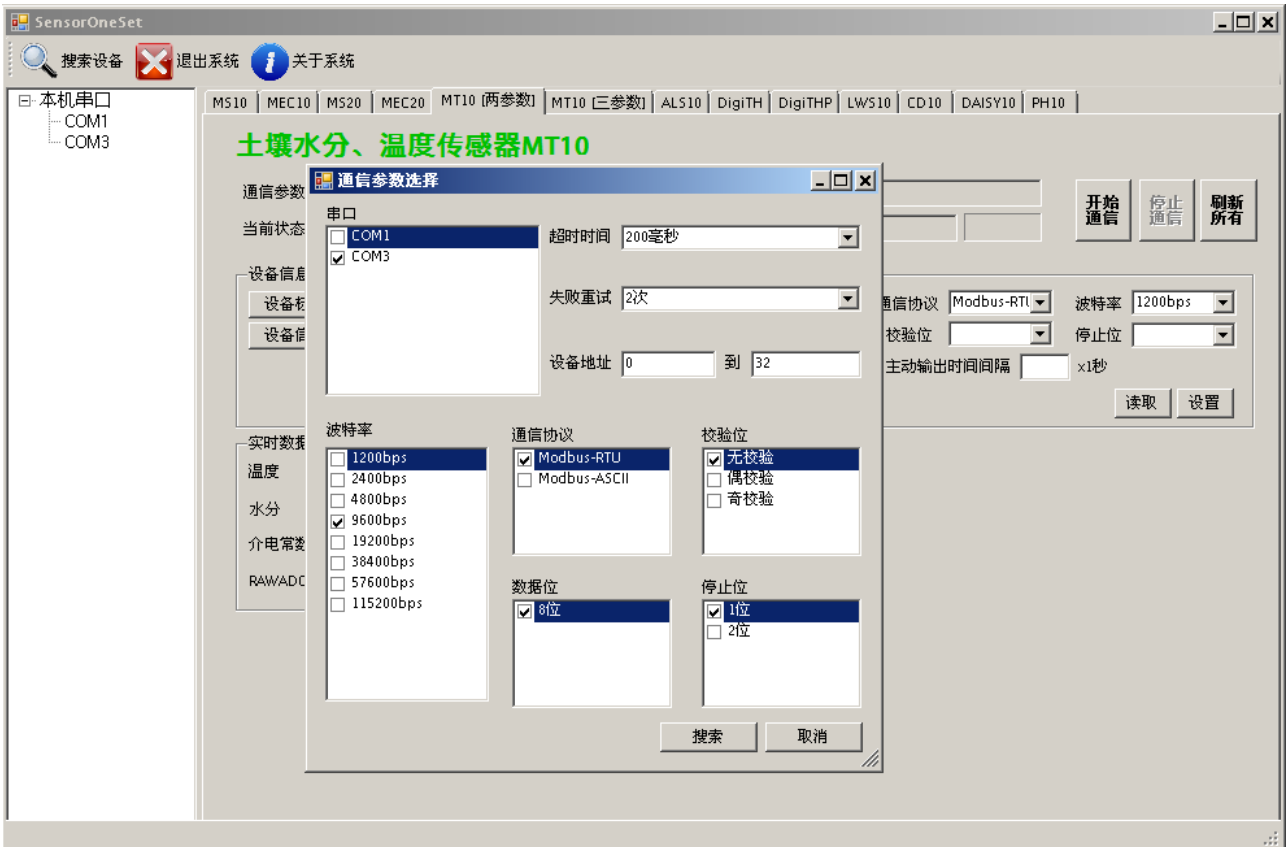 SensorOneSet
搜索设备 退出系统 关于系统
本机串口
COM1
COM3
MS10 MEC10 MS20 MEC20 MT10 [两参数] MT10 [三参数] ALS10 DigiTH DigiTHP LWS10 CD10 DAISY10 PH10
土壤水分、温度传感器MT10
通信参数
当前状态
开始通信 停止通信 刷新所有
设备信息
设备
设备
通信协议 Modbus-RTU 波特率 1200bps
校验位 停止位
主动输出时间间隔 x1秒
读取 设置
实时数据
温度
水分
介电常数
RAWADC
通信参数选择
串口
COM1
COM3
超时时间 200毫秒
失败重试 2次
设备地址 0 到 32
波特率
1200bps
2400bps
4800bps
9600bps
19200bps
38400bps
57600bps
115200bps
通信协议
Modbus-RTU
Modbus-ASCII
校验位
无校验
偶校验
奇校验
数据位
8位
停止位
1位
2位
搜索 取消